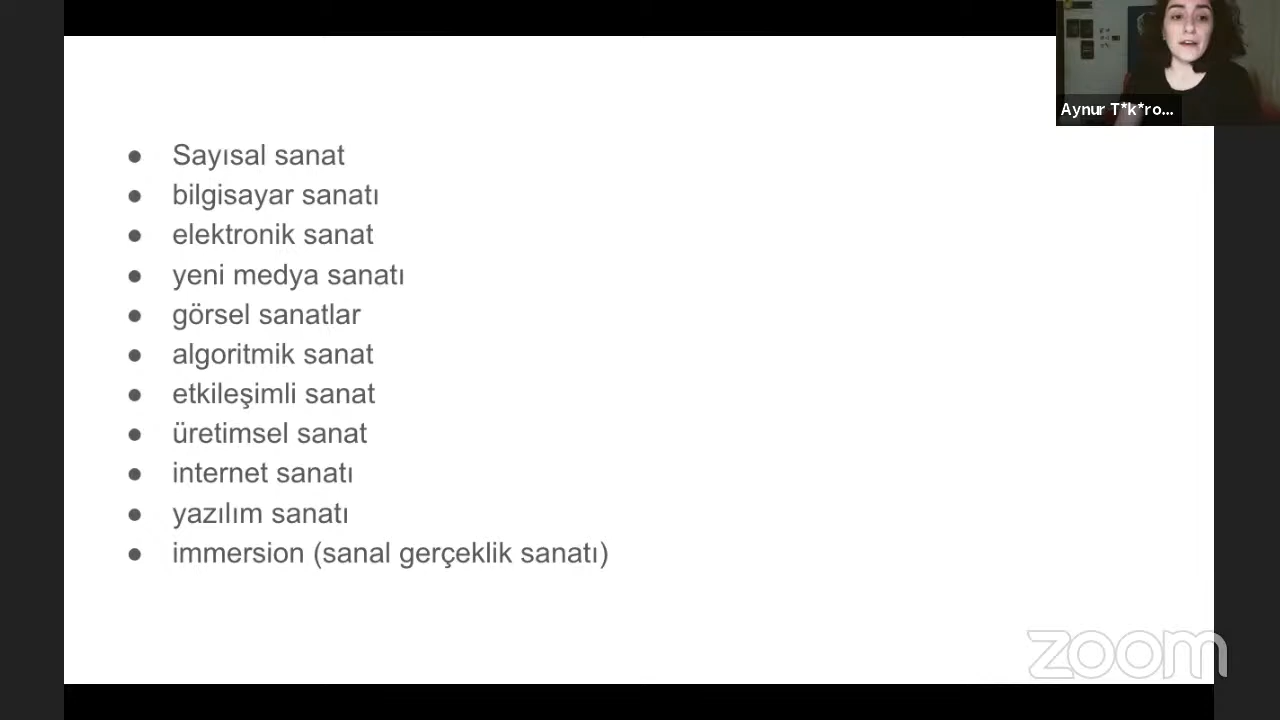 Aynur T*k*ro...
● Sayısal sanat
● bilgisayar sanatı
● elektronik sanat
● yeni medya sanatı
● görsel sanatlar
● algoritmik sanat
● etkileşimli sanat
● üretimsel sanat
● internet sanatı
● yazılım sanatı
● immersion (sanal gerçeklik sanatı)
zoom